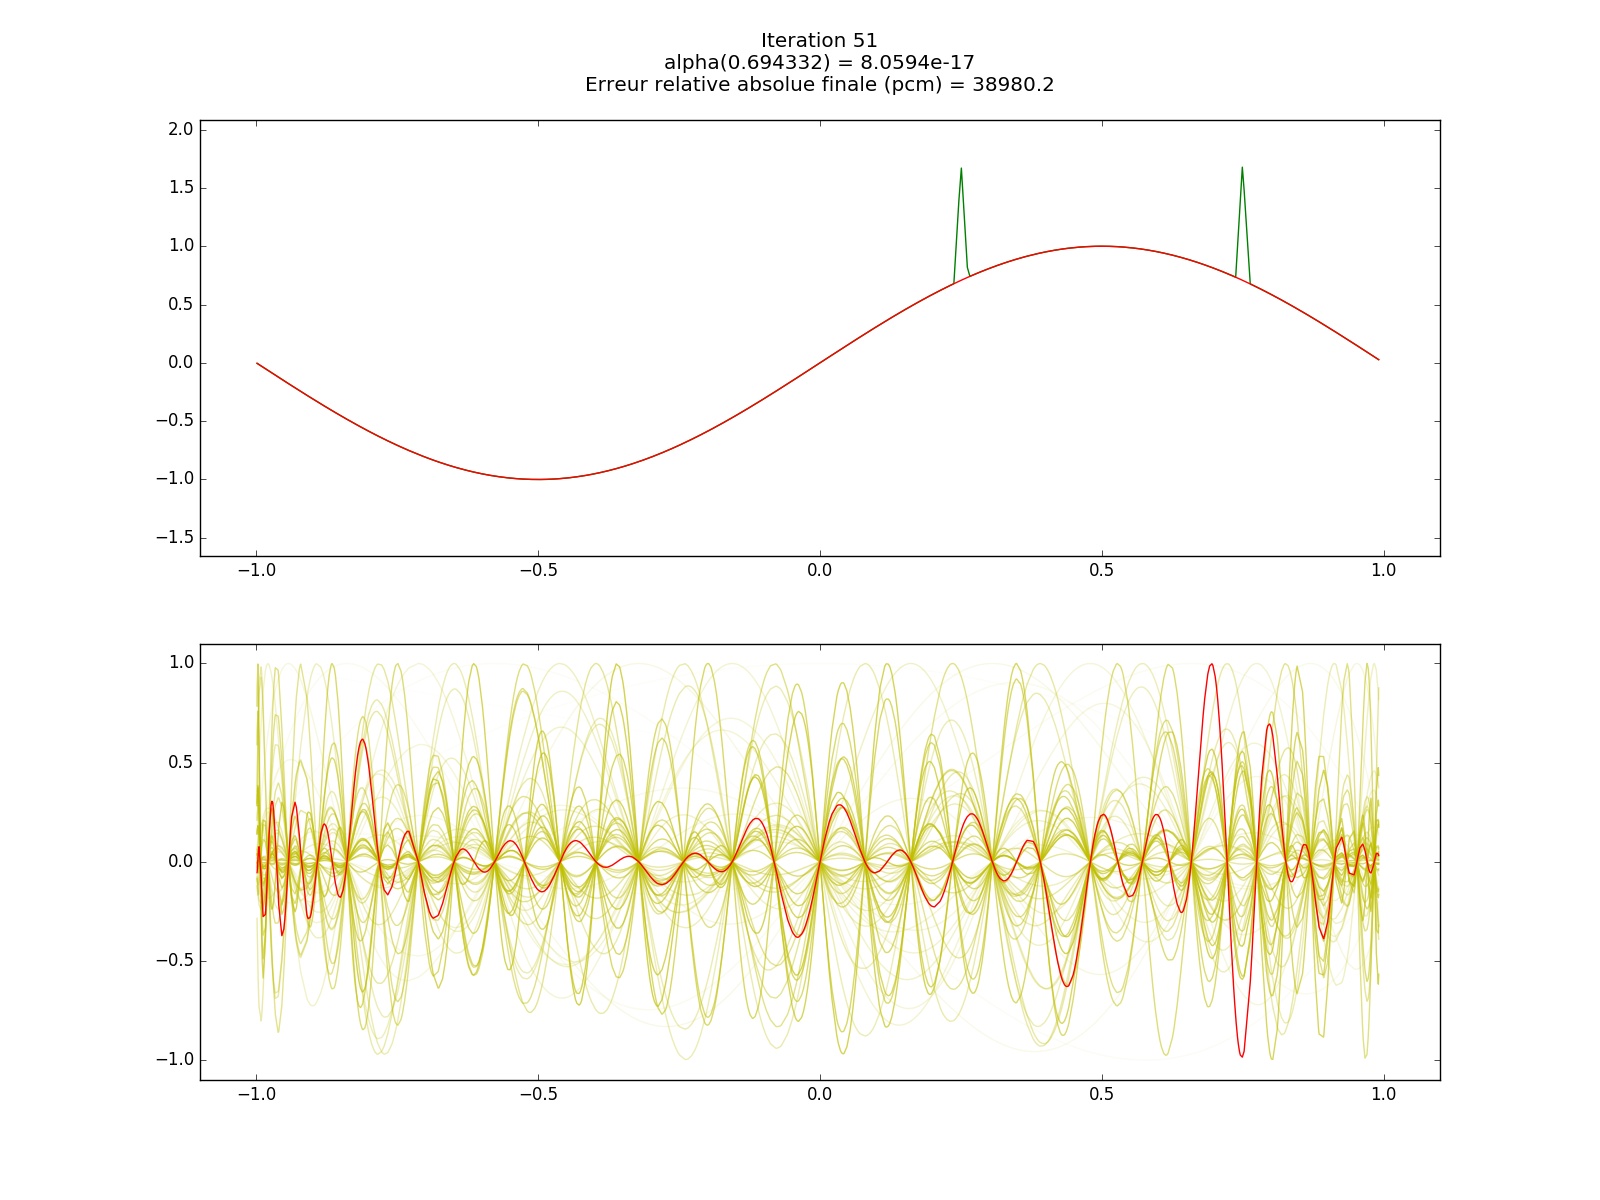 Iteration 51
alpha(0.694332) = 8.0594e-17
Erreur relative absolue finale (pcm) = 38980.2
2.0
1.5
1.0
0.5
0.0
−0.5
−1.0
−1.5
−1.0 −0.5 0.0 0.5 1.0
1.0
0.5
0.0
−0.5
−1.0
−1.0 −0.5 0.0 0.5 1.0